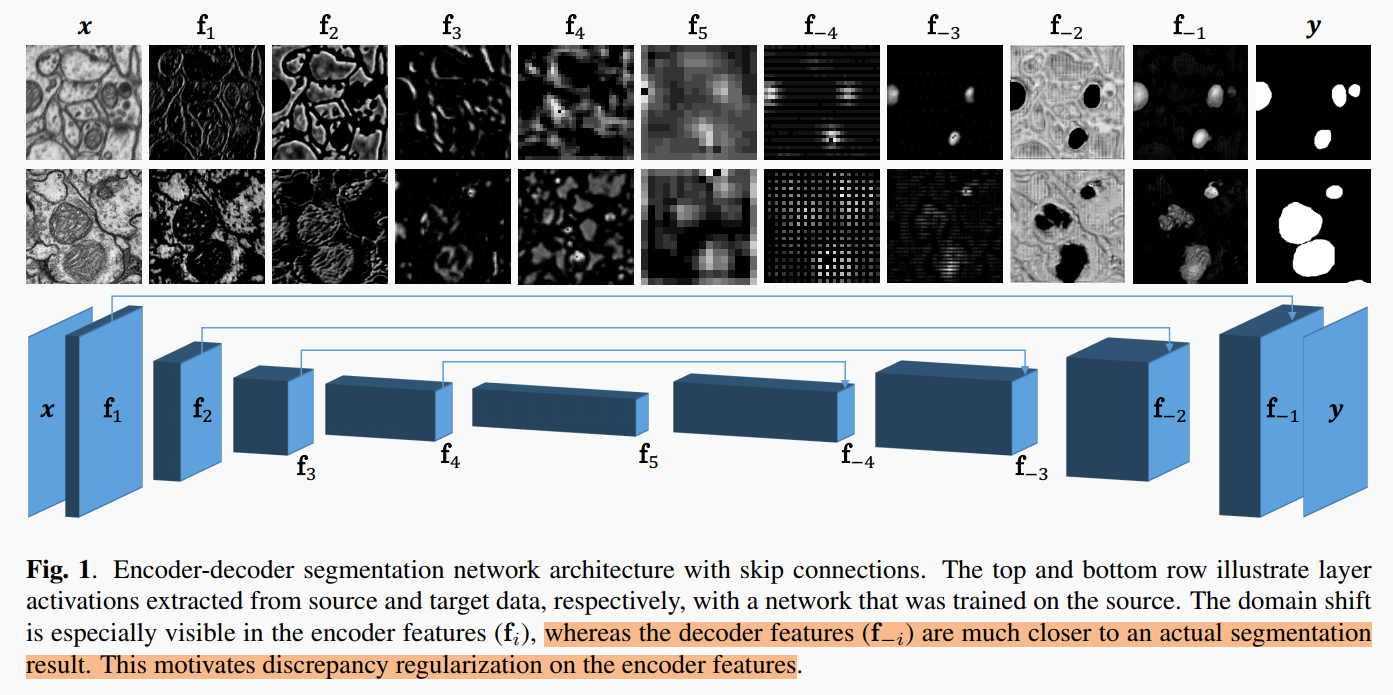 x f₁ f₂ f₃ f₄ f₅ f₋₄ f₋₃ f₋₂ f₋₁ y
x f₁ f₂ f₃ f₄ f₅ f₋₄ f₋₃ f₋₂ f₋₁ y
Fig. 1. Encoder-decoder segmentation network architecture with skip connections. The top and bottom row illustrate layer
activations extracted from source and target data, respectively, with a network that was trained on the source. The domain shift
is especially visible in the encoder features (fᵢ), whereas the decoder features (f₋ᵢ) are much closer to an actual segmentation
result. This motivates discrepancy regularization on the encoder features.